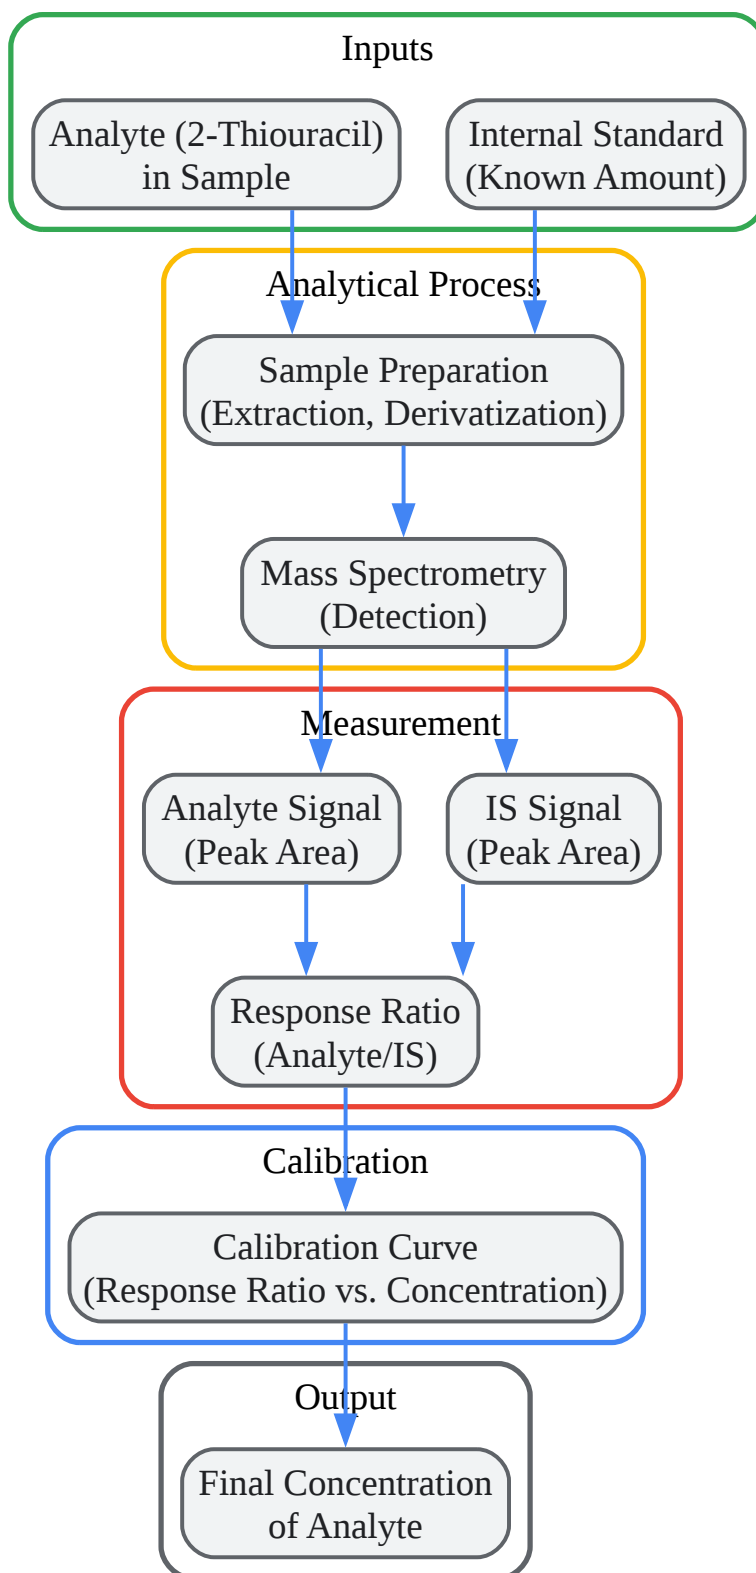 Inputs
Analyte (2-Thiouracil)
in Sample
Internal Standard
(Known Amount)
Analytical Process
Sample Preparation
(Extraction, Derivatization)
Mass Spectrometry
(Detection)
Measurement
Analyte Signal
(Peak Area)
IS Signal
(Peak Area)
Response Ratio
(Analyte/IS)
Calibration
Calibration Curve
(Response Ratio vs. Concentration)
Output
Final Concentration
of Analyte